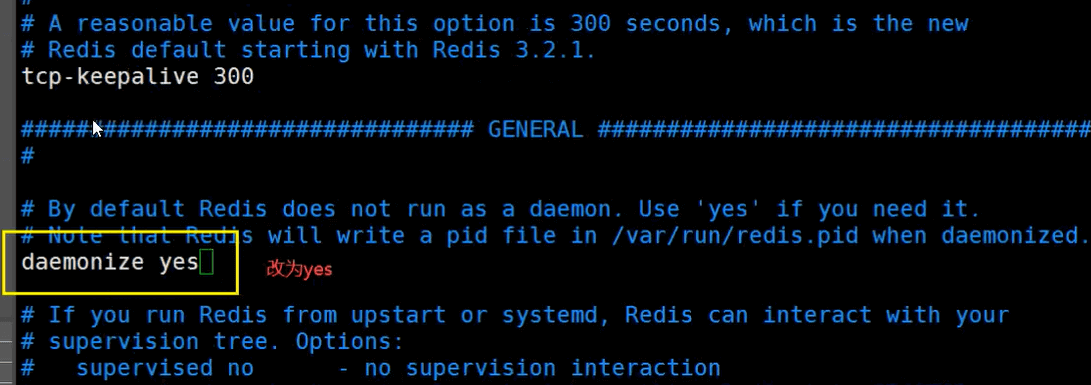 #
# A reasonable value for this option is 300 seconds, which is the new
# Redis default starting with Redis 3.2.1.
tcp-keepalive 300
################################# GENERAL ####################################
#
# By default Redis does not run as a daemon. Use 'yes' if you need it.
# Note that Redis will write a pid file in /var/run/redis.pid when daemonized.
daemonize yes 改为yes
# If you run Redis from upstart or systemd, Redis can interact with your
# supervision tree. Options:
#   supervised no      - no supervision interaction